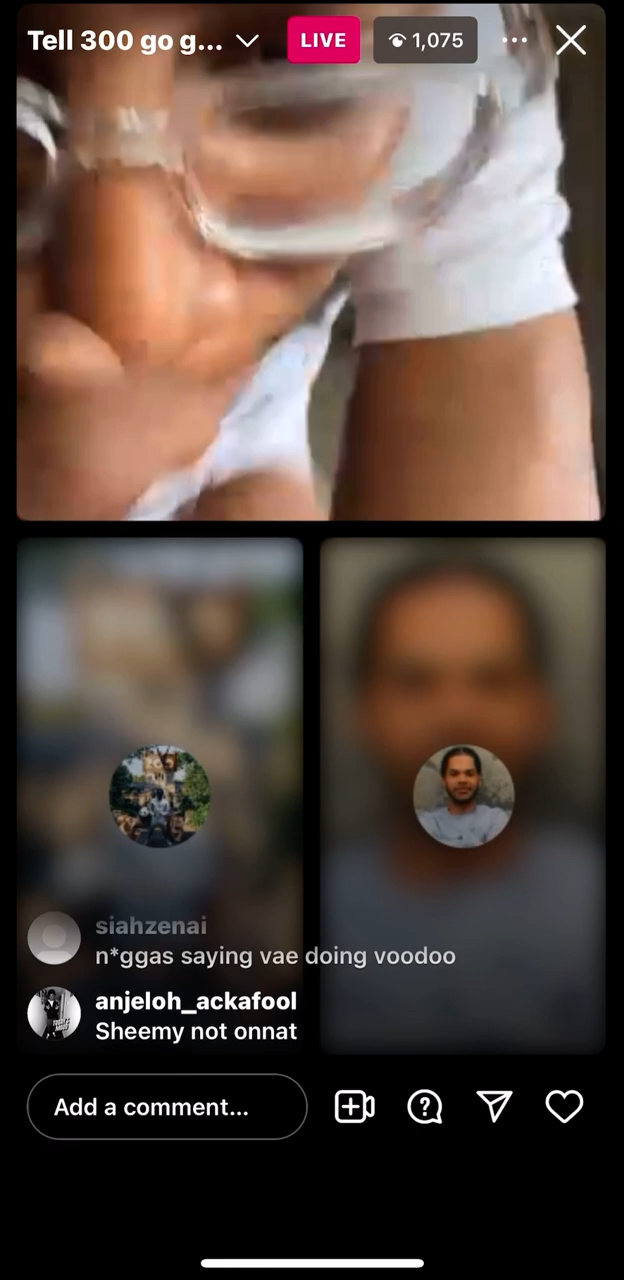 Tell 300 go g...
LIVE
1,075
siahzenai
n*ggas saying vae doing voodoo
anjeloh_ackafool
Sheemy not onnat
Add a comment...